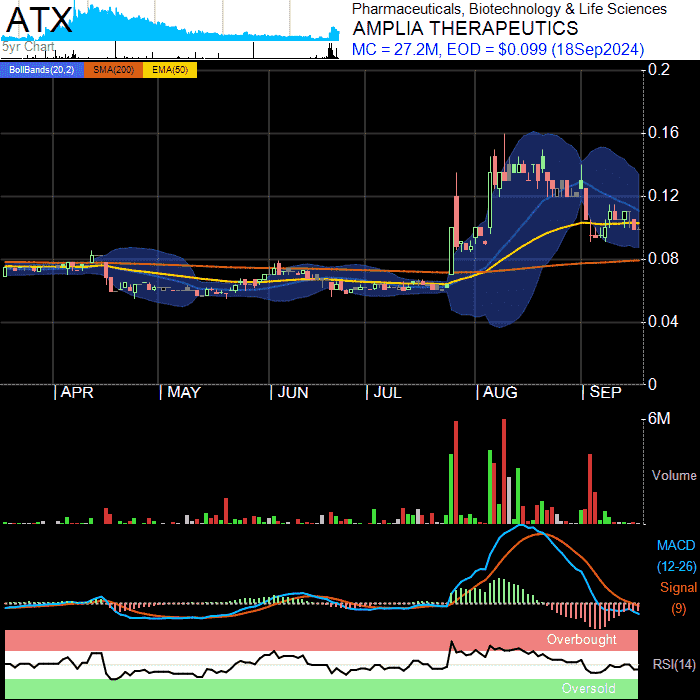 ATX
5yr Chart
Pharmaceuticals, Biotechnology & Life Sciences
AMPLIA THERAPEUTICS
MC = 27.2M, EOD = $0.099 (18Sep2024)
BollBands(20,2) SMA(200) EMA(50)
0.2
0.16
0.12
0.08
0.04
0
APR MAY JUN JUL AUG SEP
6M
Volume
MACD
(12-26)
Signal
(9)
Overbought
RSI(14)
Oversold